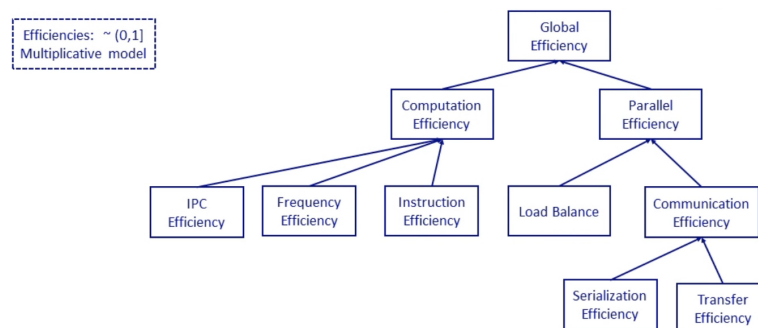 Efficiencies: ~ (0,1]
Multiplicative model
Global
Efficiency
Computation
Efficiency
Parallel
Efficiency
IPC
Efficiency
Frequency
Efficiency
Instruction
Efficiency
Load Balance
Communication
Efficiency
Serialization
Efficiency
Transfer
Efficiency